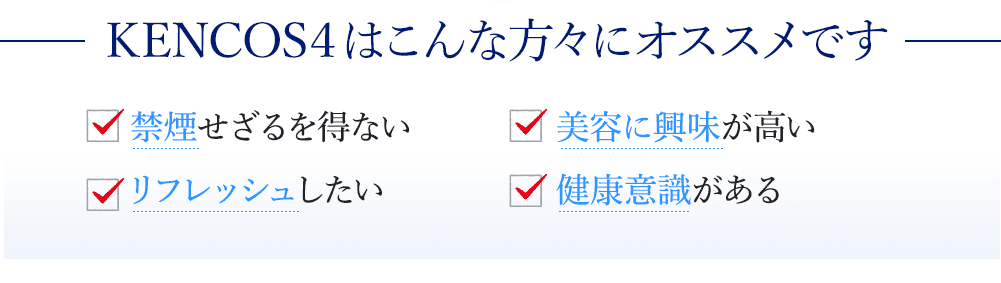 KENCOS4はこんな方々にオススメです
禁煙せざるを得ない
美容に興味が高い
リフレッシュしたい
健康意識がある